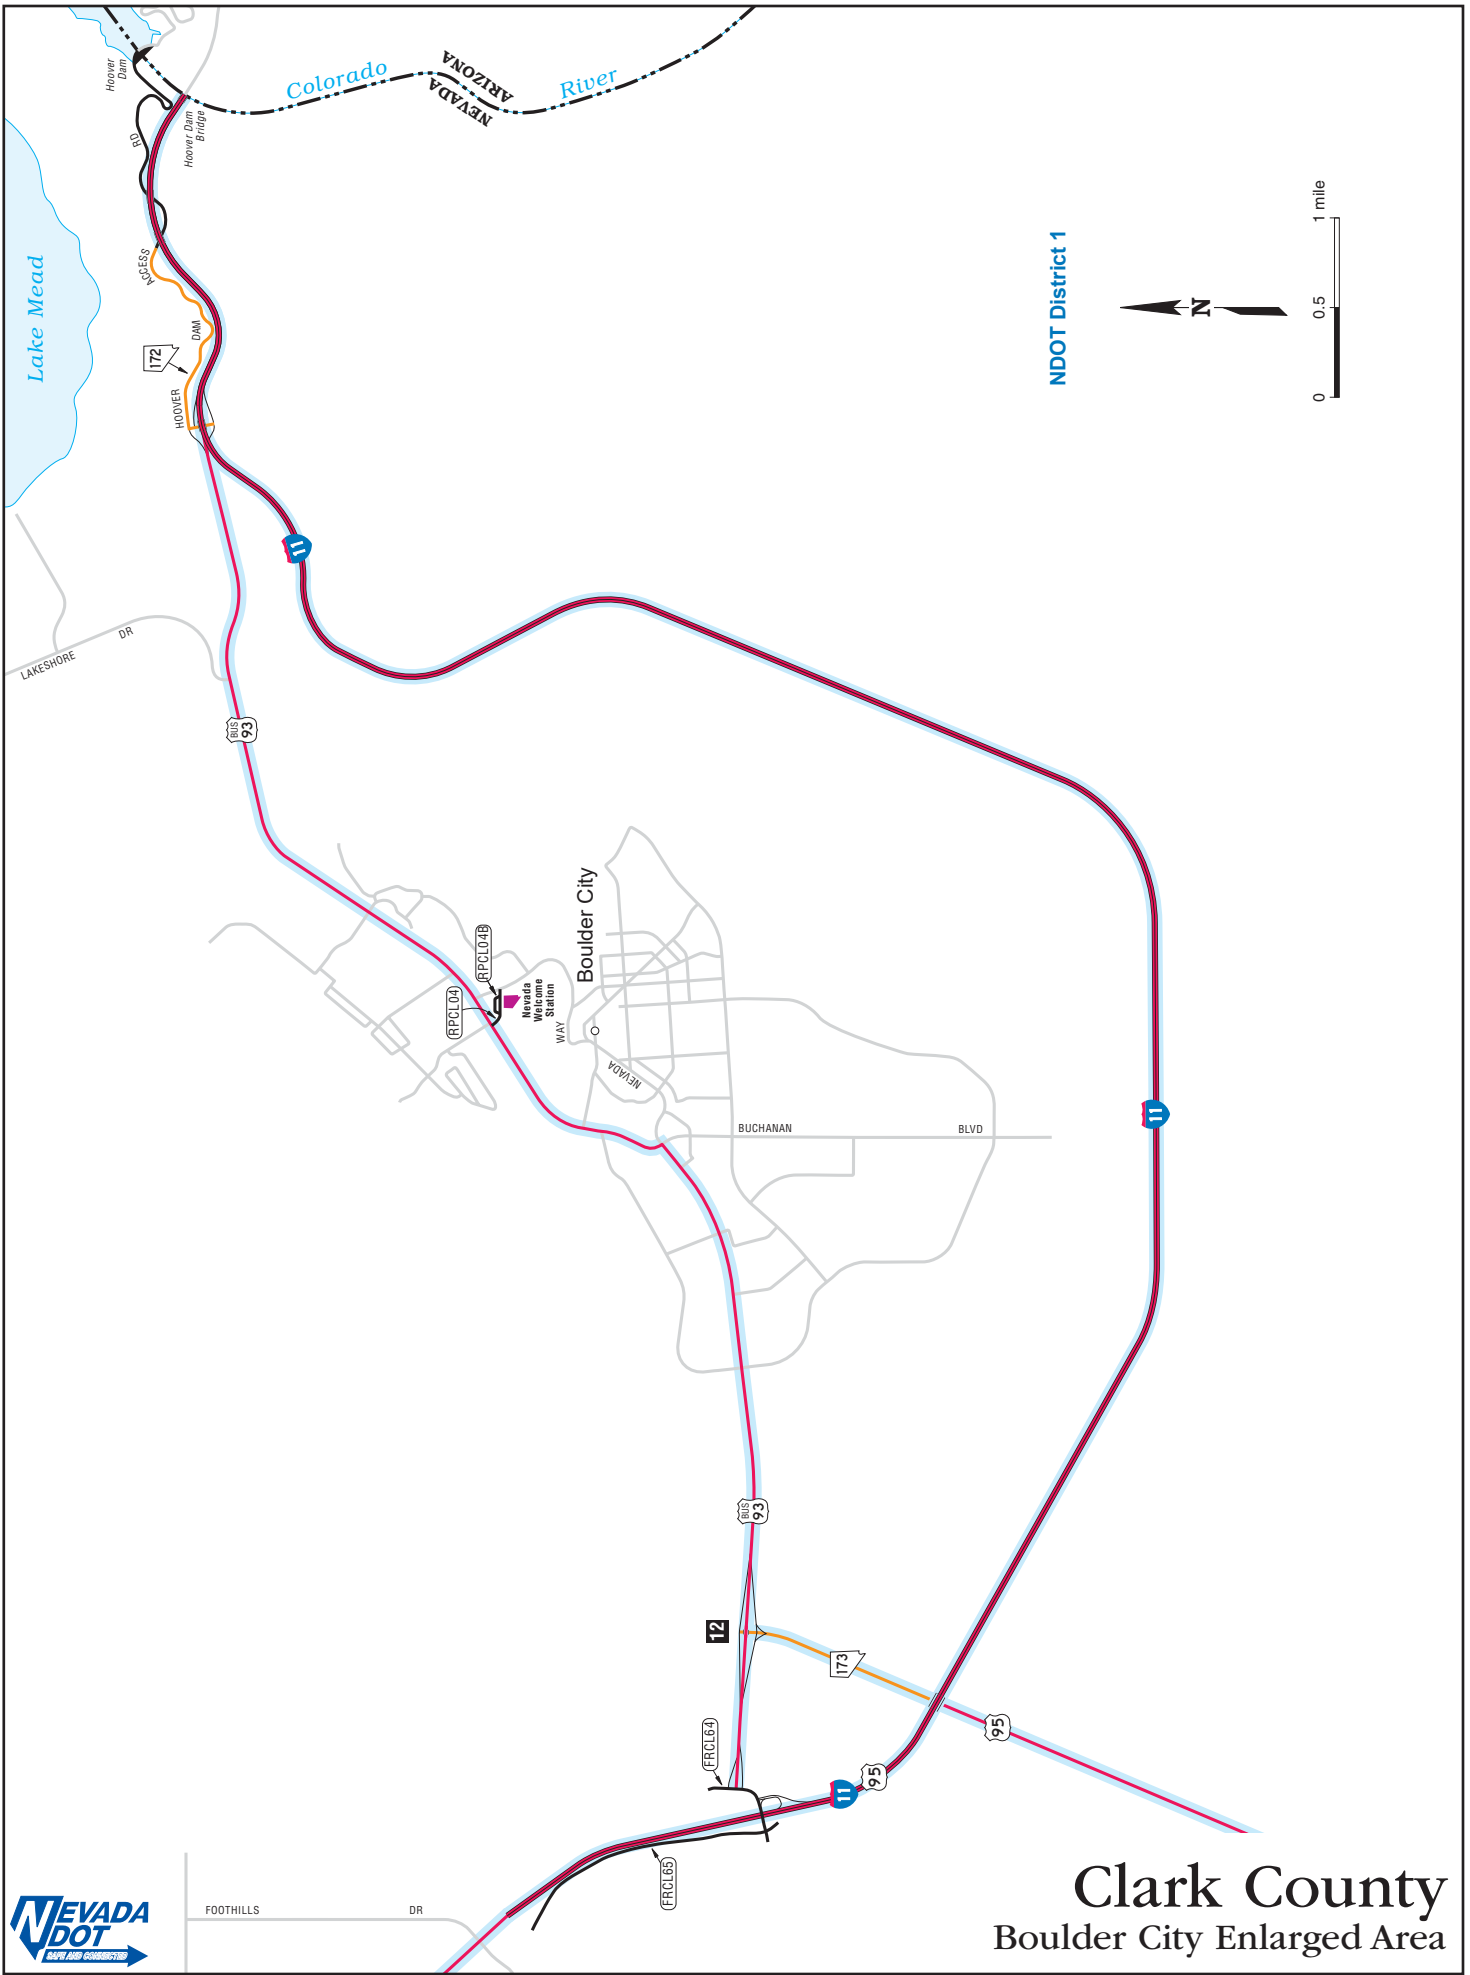 Hoover
Dam
Colorado
ARIZONA
NEVADA
River
RD
Hoover Dam
Bridge
Lake Mead
ACCESS
DAM
172
HOOVER
NDOT District 1
N
0
0.5
1 mile
11
LAKESHORE
DR
BUS
93
Boulder City
RPCL04B
RPCL04
Nevada
Welcome
Station
WAY
NEVADA
BUCHANAN
BLVD
11
BUS
93
12
173
FRCL64
95
95
11
FRCL65
FOOTHILLS
DR
NEVADA
DOT
SAFE AND CONNECTED
Clark County
Boulder City Enlarged Area